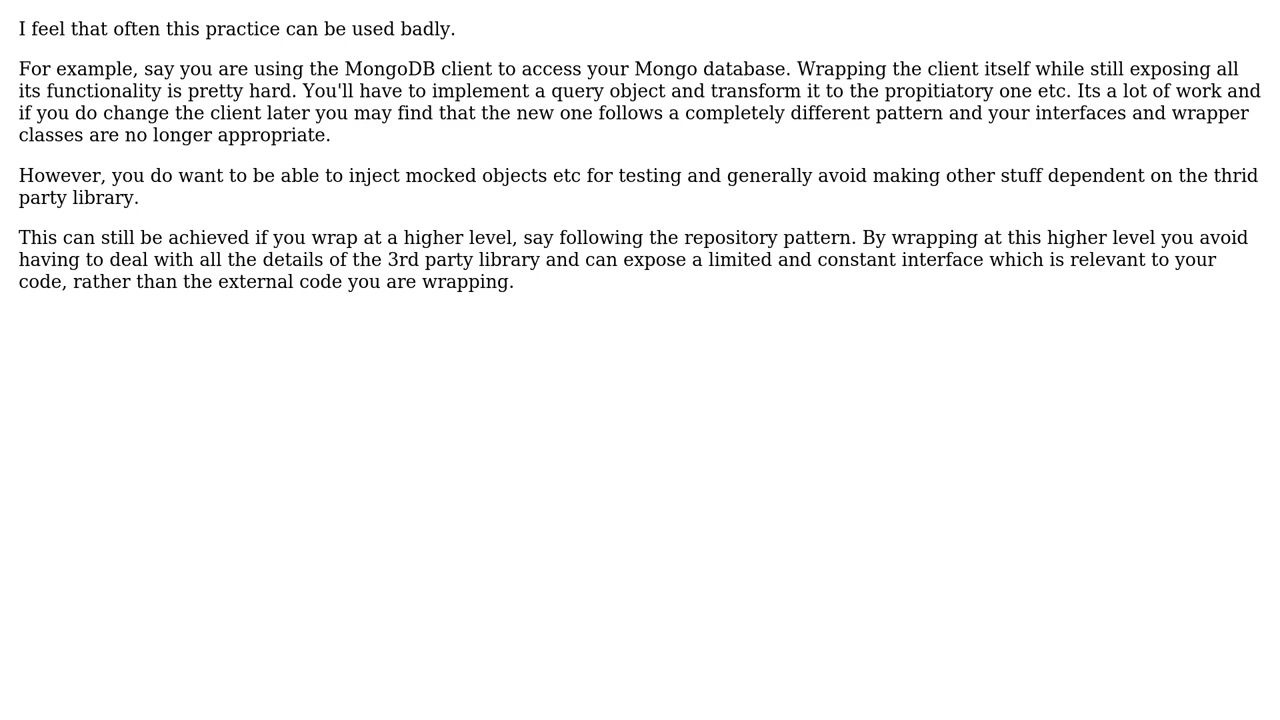 I feel that often this practice can be used badly.
For example, say you are using the MongoDB client to access your Mongo database. Wrapping the client itself while still exposing all
its functionality is pretty hard. You'll have to implement a query object and transform it to the propitiatory one etc. Its a lot of work and
if you do change the client later you may find that the new one follows a completely different pattern and your interfaces and wrapper
classes are no longer appropriate.
However, you do want to be able to inject mocked objects etc for testing and generally avoid making other stuff dependent on the thrid
party library.
This can still be achieved if you wrap at a higher level, say following the repository pattern. By wrapping at this higher level you avoid
having to deal with all the details of the 3rd party library and can expose a limited and constant interface which is relevant to your
code, rather than the external code you are wrapping.